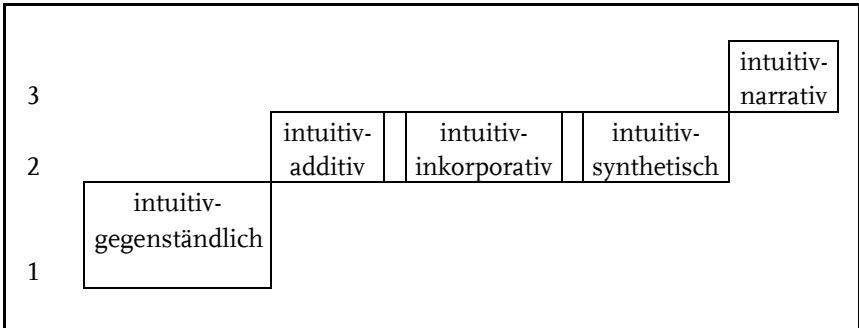 intuitiv-
3 narrativ
intuitiv- intuitiv- intuitiv-
2 additiv inkorporativ synthetisch
intuitiv-
gegenständlich
1